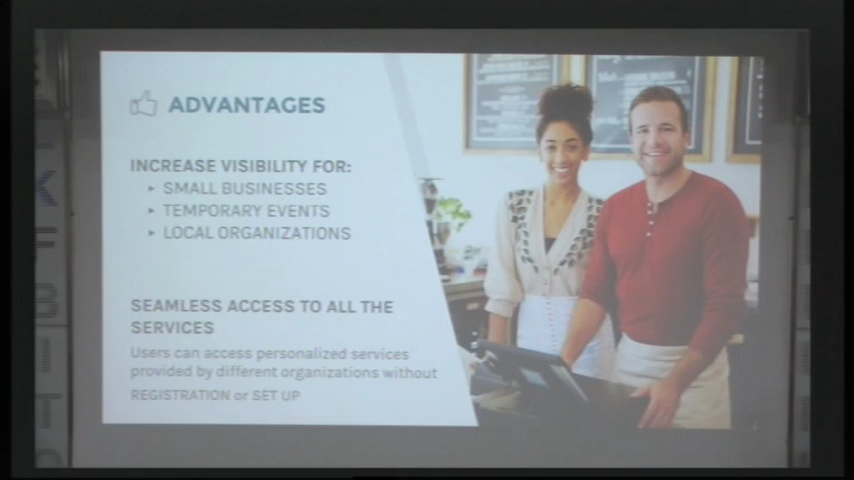 ADVANTAGES
INCREASE VISIBILITY FOR:
▸ SMALL BUSINESSES
▸ TEMPORARY EVENTS
▸ LOCAL ORGANIZATIONS
SEAMLESS ACCESS TO ALL THE
SERVICES
Users can access personalized services
provided by different organizations without
REGISTRATION or SET UP